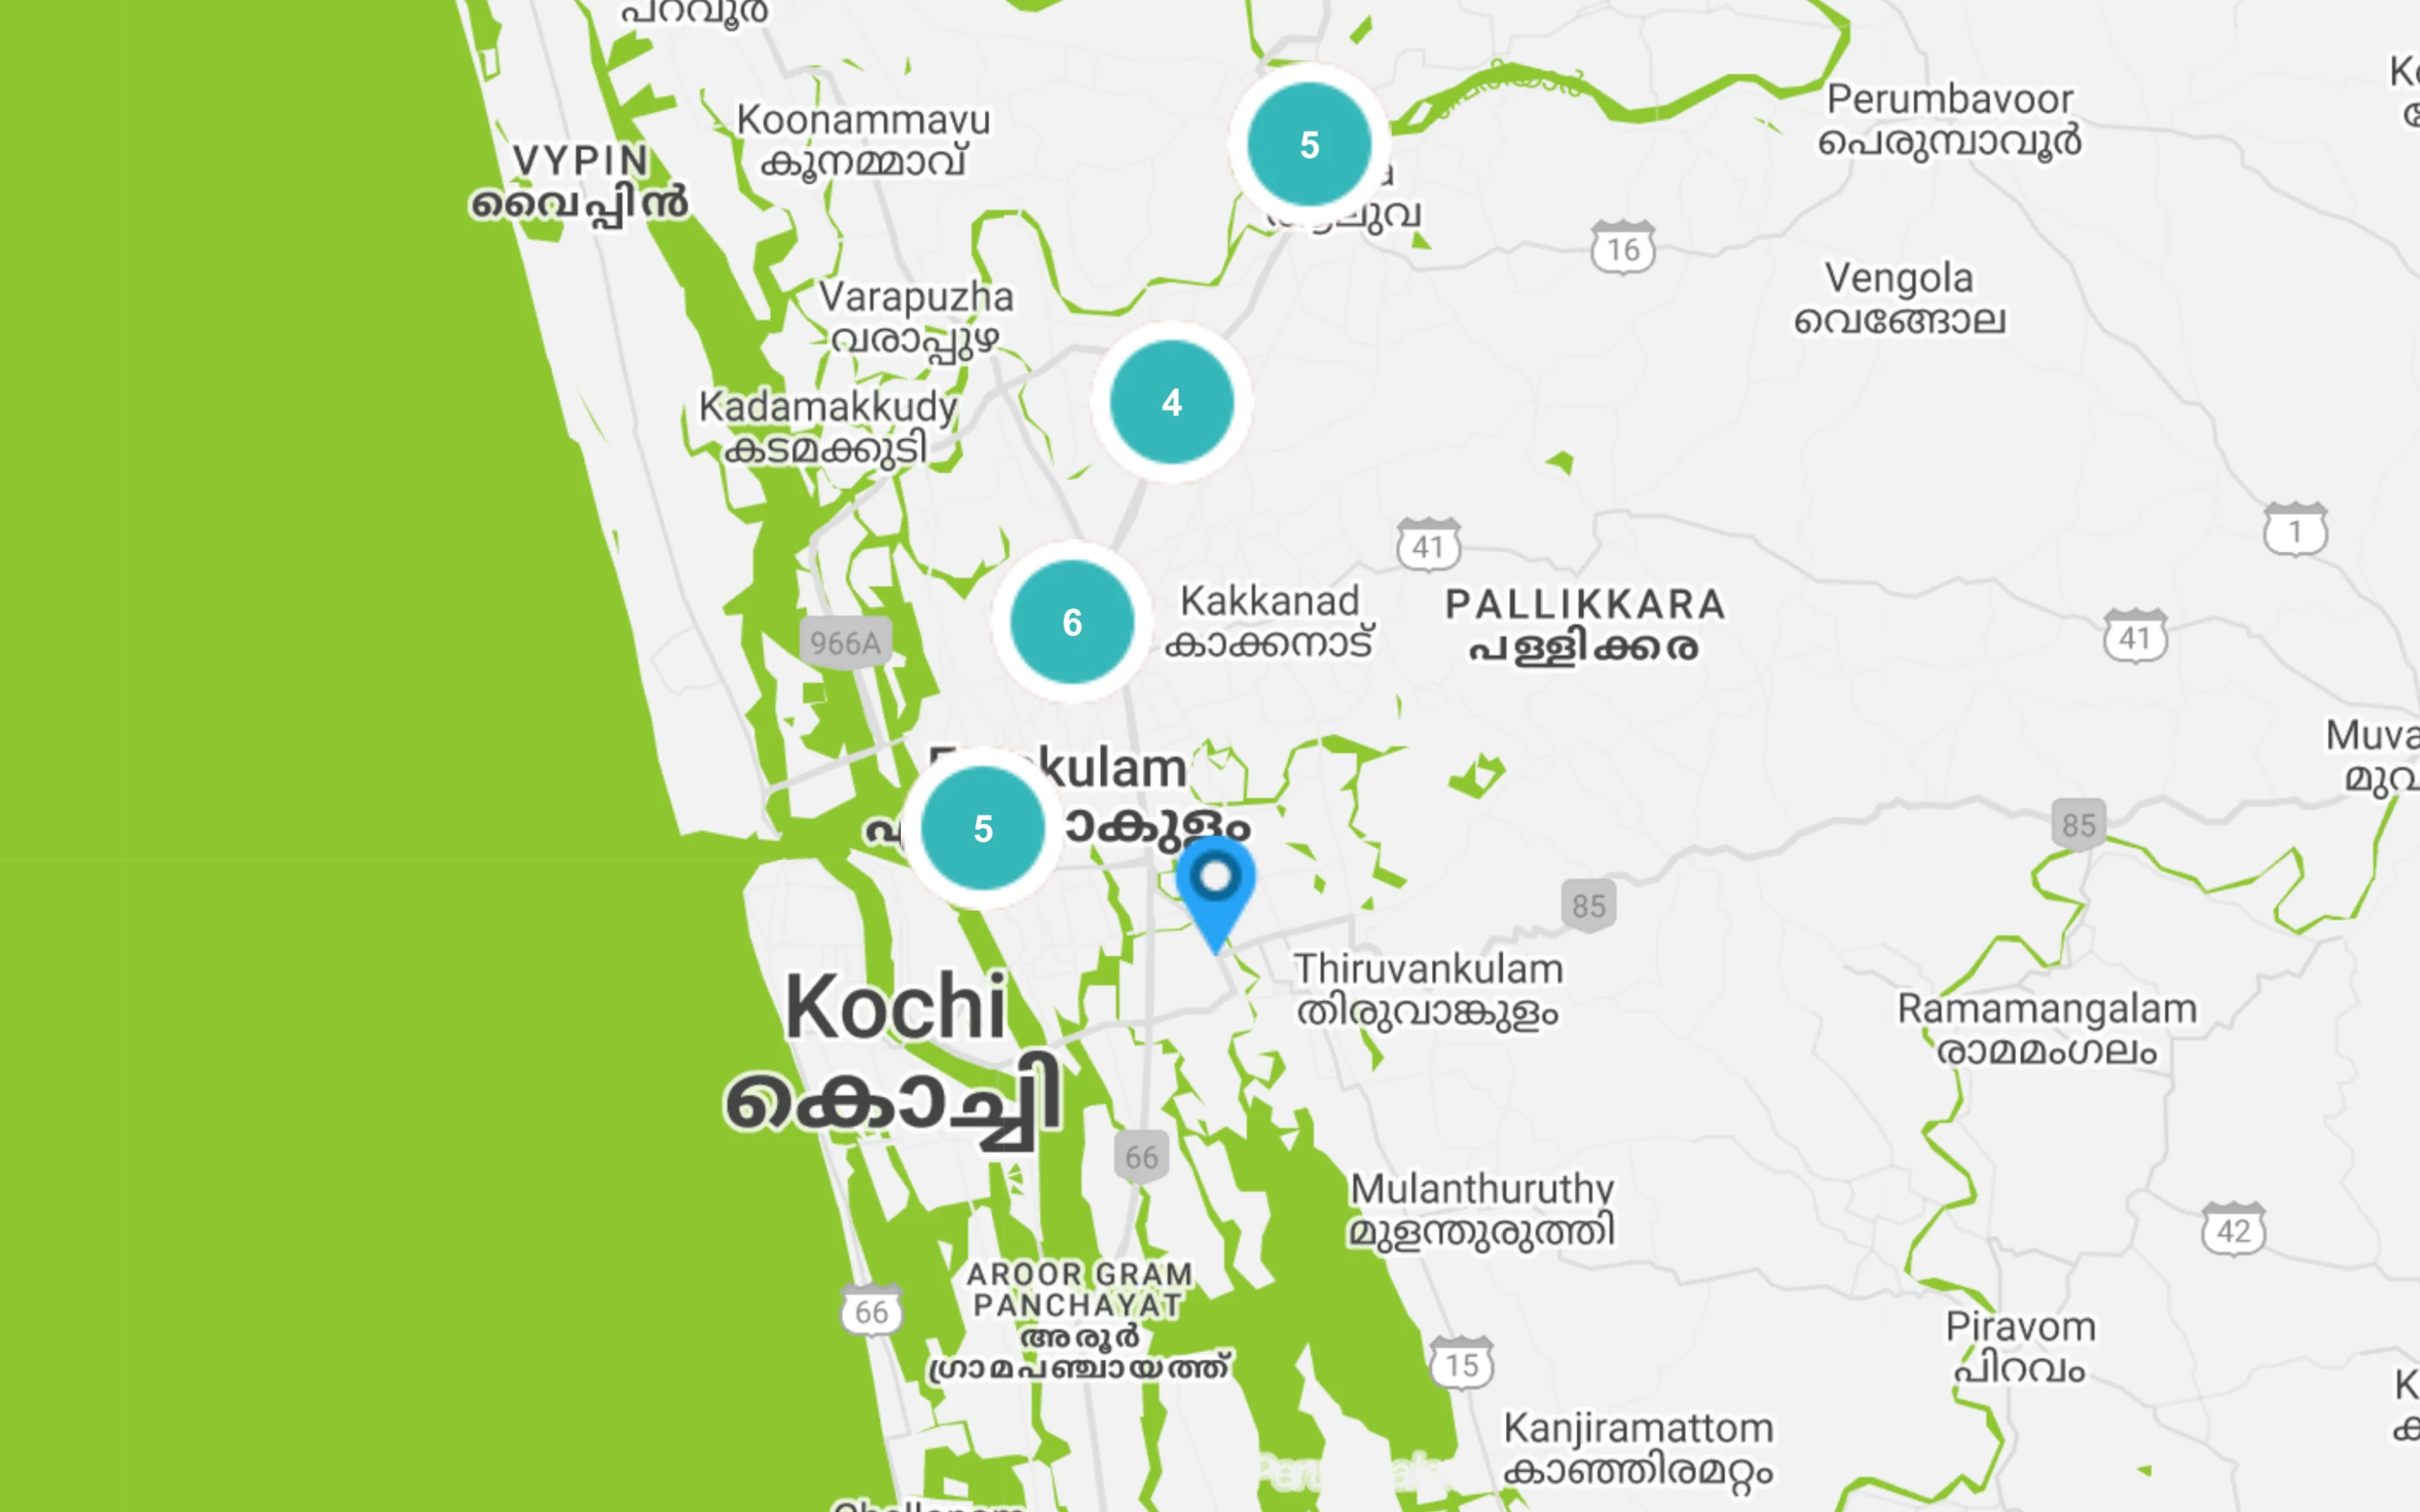 പറവൂർ
Koonammavu
കൂനമ്മാവ്
VYPIN
വൈപ്പിൻ
5
Perumbavoor
പെരുമ്പാവൂർ
16
Vengola
വെങ്ങോല
Varapuzha
വരാപ്പുഴ
4
Kadamakkudy
കടമക്കുടി
41
1
6
Kakkanad
കാക്കനാട്
PALLIKKARA
പള്ളിക്കര
966A
41
5
85
85
Thiruvankulam
തിരുവാങ്കുളം
Kochi
കൊച്ചി
Ramamangalam
രാമമംഗലം
66
Mulanthuruthy
മുളന്തുരുത്തി
42
AROOR GRAM
PANCHAYAT
അരൂർ
ഗ്രാമപഞ്ചായത്ത്
66
15
Piravom
പിറവം
Kanjiramattom
കാഞ്ഞിരമറ്റം